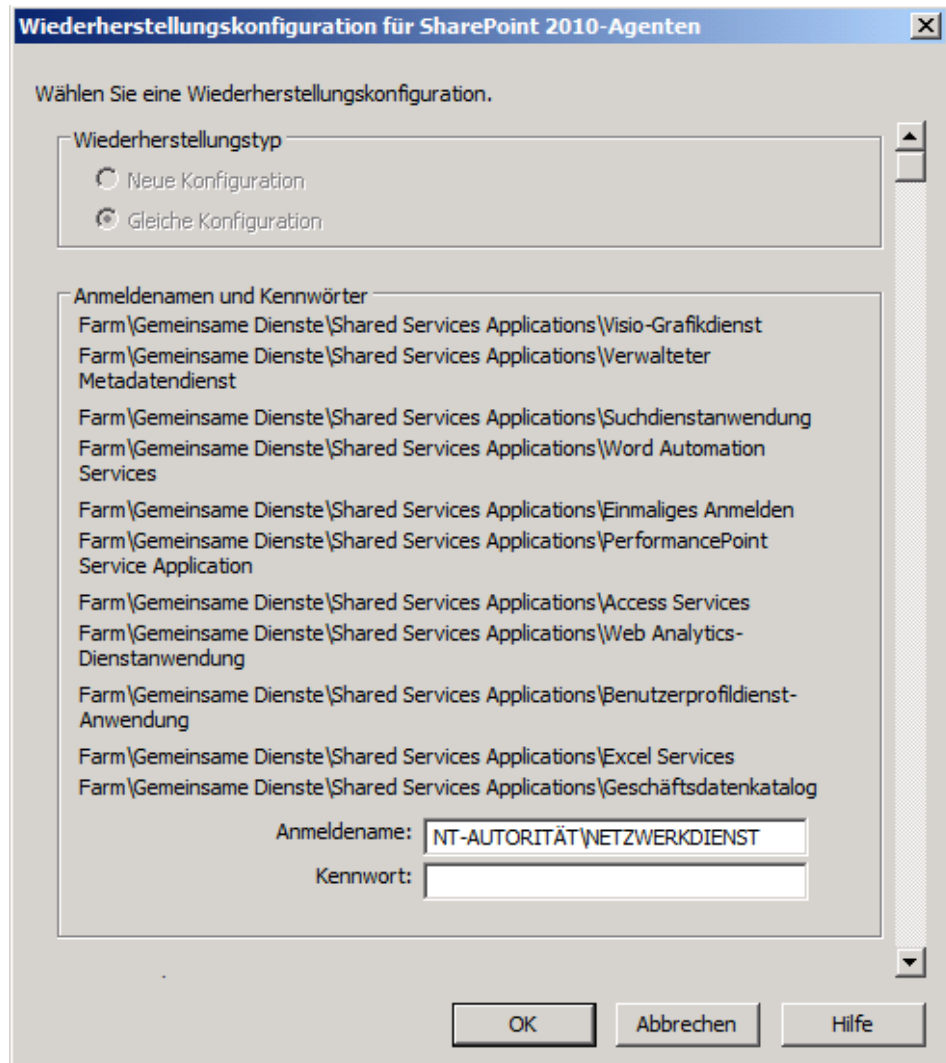 Wiederherstellungskonfiguration für SharePoint 2010-Agenten
Wählen Sie eine Wiederherstellungskonfiguration.
Wiederherstellungstyp
Neue Konfiguration
Gleiche Konfiguration
Anmeldenamen und Kennwörter
Farm\Gemeinsame Dienste\Shared Services Applications\Visio-Grafikdienst
Farm\Gemeinsame Dienste\Shared Services Applications\Verwalteter
Metadatendienst
Farm\Gemeinsame Dienste\Shared Services Applications\Suchdienstanwendung
Farm\Gemeinsame Dienste\Shared Services Applications\Word Automation
Services
Farm\Gemeinsame Dienste\Shared Services Applications\Einmaliges Anmelden
Farm\Gemeinsame Dienste\Shared Services Applications\PerformancePoint
Service Application
Farm\Gemeinsame Dienste\Shared Services Applications\Access Services
Farm\Gemeinsame Dienste\Shared Services Applications\Web Analytics-
Dienstanwendung
Farm\Gemeinsame Dienste\Shared Services Applications\Benutzerprofildienst-
Anwendung
Farm\Gemeinsame Dienste\Shared Services Applications\Excel Services
Farm\Gemeinsame Dienste\Shared Services Applications\Geschäftsdatenkatalog
Anmeldename: NT-AUTORITÄT\NETZWERKDIENST
Kennwort:
OK Abbrechen Hilfe